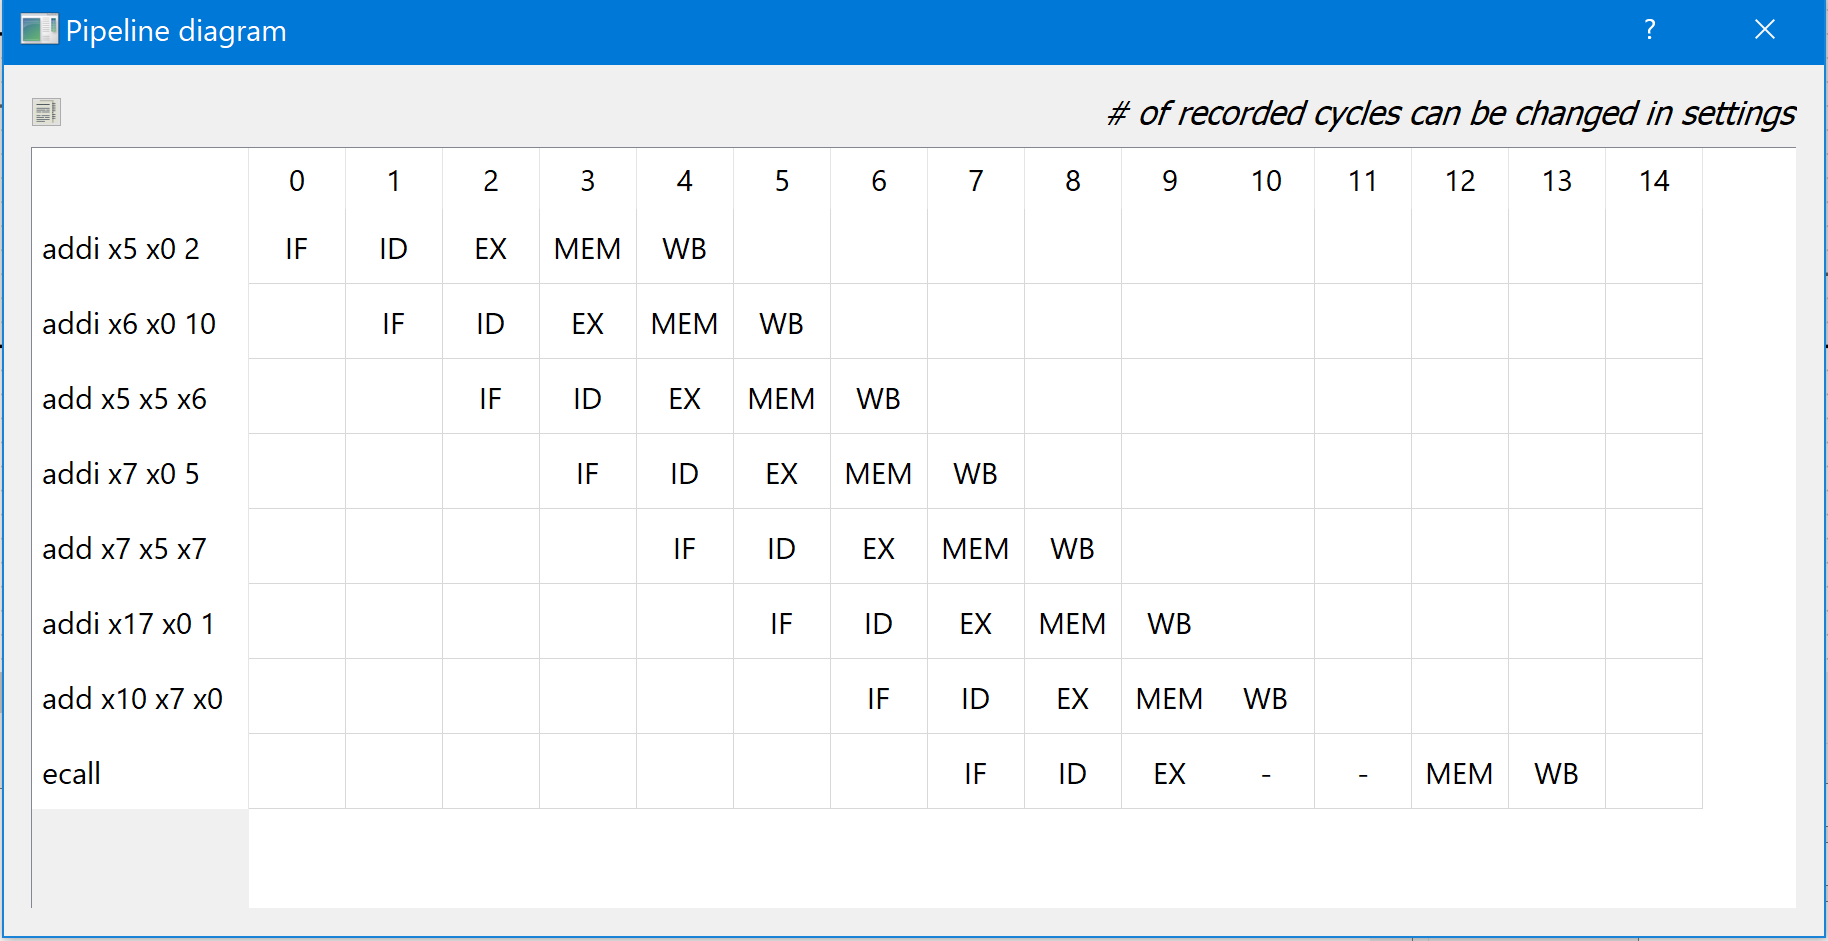 Pipeline diagram ?
# of recorded cycles can be changed in settings
0 1 2 3 4 5 6 7 8 9 10 11 12 13 14
addi x5 x0 2 IF ID EX MEM WB
addi x6 x0 10 IF ID EX MEM WB
add x5 x5 x6 IF ID EX MEM WB
addi x7 x0 5 IF ID EX MEM WB
add x7 x5 x7 IF ID EX MEM WB
addi x17 x0 1 IF ID EX MEM WB
add x10 x7 x0 IF ID EX MEM WB
ecall IF ID EX - - MEM WB